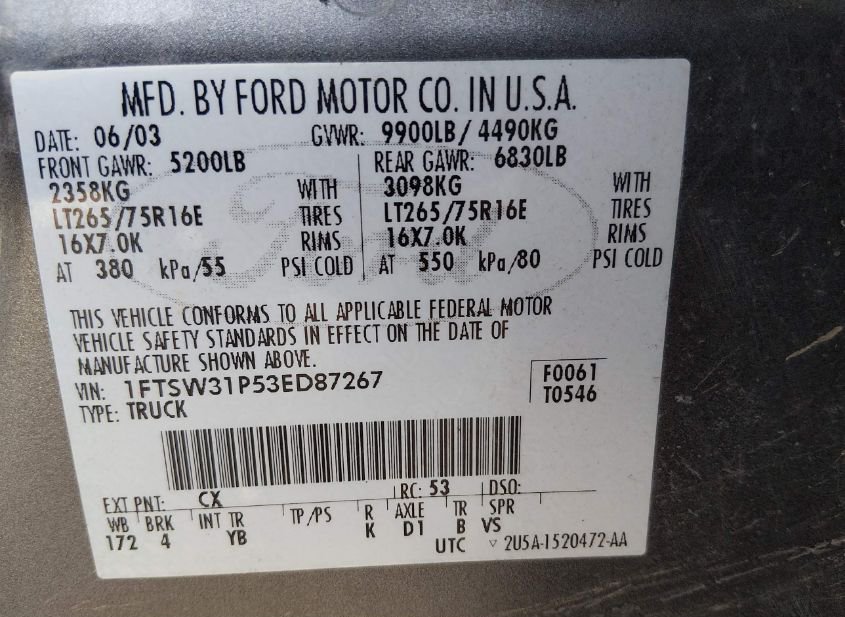 MFD. BY FORD MOTOR CO. IN U.S.A.
DATE: 06/03 GVWR: 9900LB/ 4490KG
FRONT GAWR: 5200LB REAR GAWR: 6830LB
2358KG WITH 3098KG WITH
LT265/75R16E TIRES LT265/75R16E TIRES
16X7.0K RIMS 16X7.0K RIMS
AT 380 kPa/55 PSI COLD AT 550 kPa/80 PSI COLD
THIS VEHICLE CONFORMS TO ALL APPLICABLE FEDERAL MOTOR
VEHICLE SAFETY STANDARDS IN EFFECT ON THE DATE OF
MANUFACTURE SHOWN ABOVE.
VIN: 1FTSW31P53ED87267 F0061
TYPE: TRUCK T0546
EXT PNT: CX RC: 53 DSO:
WB BRK INT TR TP/PS R AXLE TR SPR
172 4 YB K D1 B VS
UTC ▽ 2U5A-1520472-AA
Ford